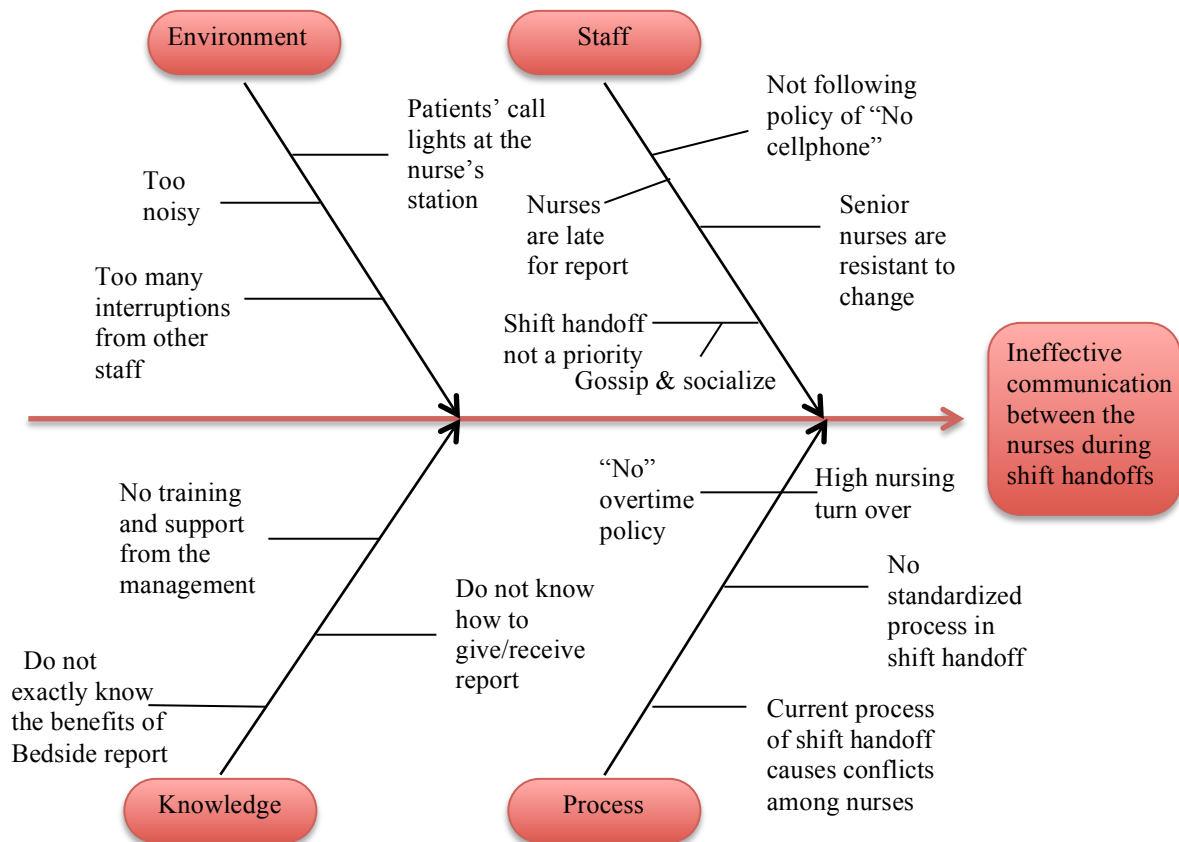 Environment
Staff
Patients’ call
lights at the
nurse’s
station
Too
noisy
Too many
interruptions
from other
staff
Not following
policy of “No
cellphone”
Nurses
are late
for report
Senior
nurses are
resistant to
change
Shift handoff
not a priority
Gossip & socialize
Ineffective
communication
between the
nurses during
shift handoffs
No training
and support
from the
management
Do not know
how to
give/receive
report
Do not
exactly know
the benefits of
Bedside report
“No”
overtime
policy
High nursing
turn over
No
standardized
process in
shift handoff
Current process
of shift handoff
causes conflicts
among nurses
Knowledge
Process